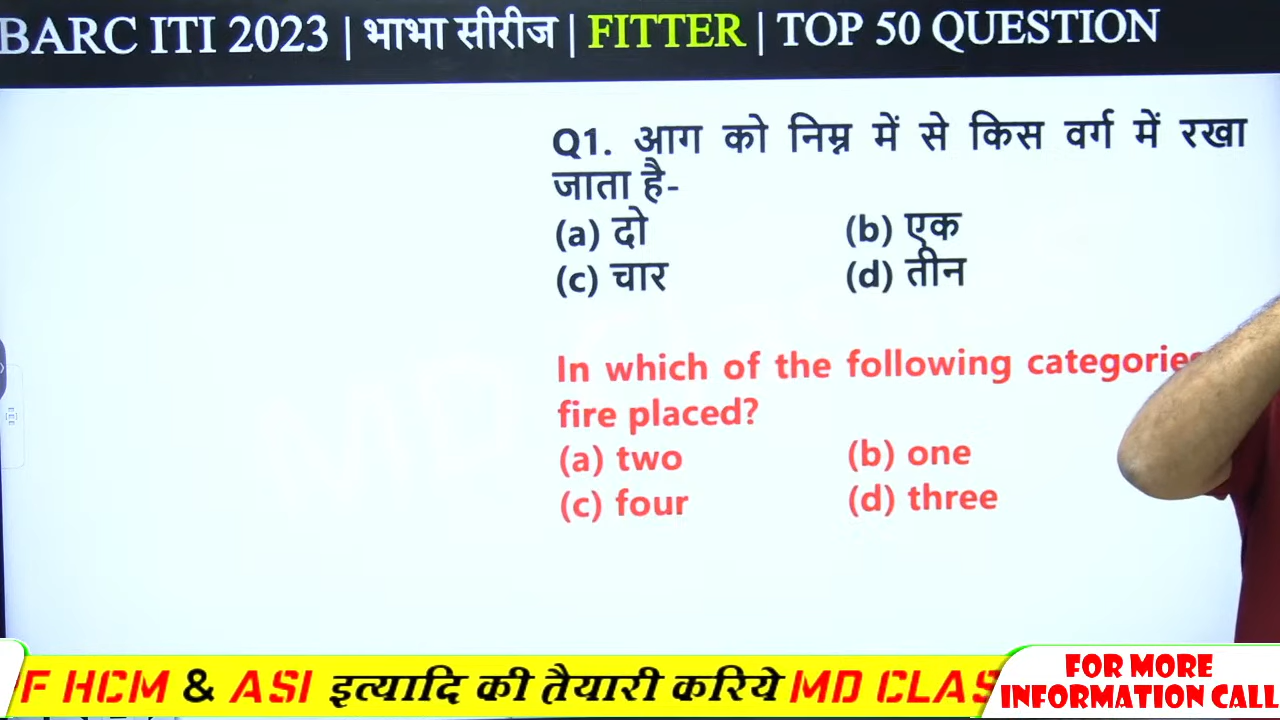 BARC ITI 2023 | भाभा सीरीज | FITTER | TOP 50 QUESTION
Q1. आग को निम्न में से किस वर्ग में रखा
जाता है-
(a) दो (b) एक
(c) चार (d) तीन
In which of the following categories
fire placed?
(a) two (b) one
(c) four (d) three
F HCM & ASI इत्यादि की तैयारी करिये MD CLAS
FOR MORE
INFORMATION CALL